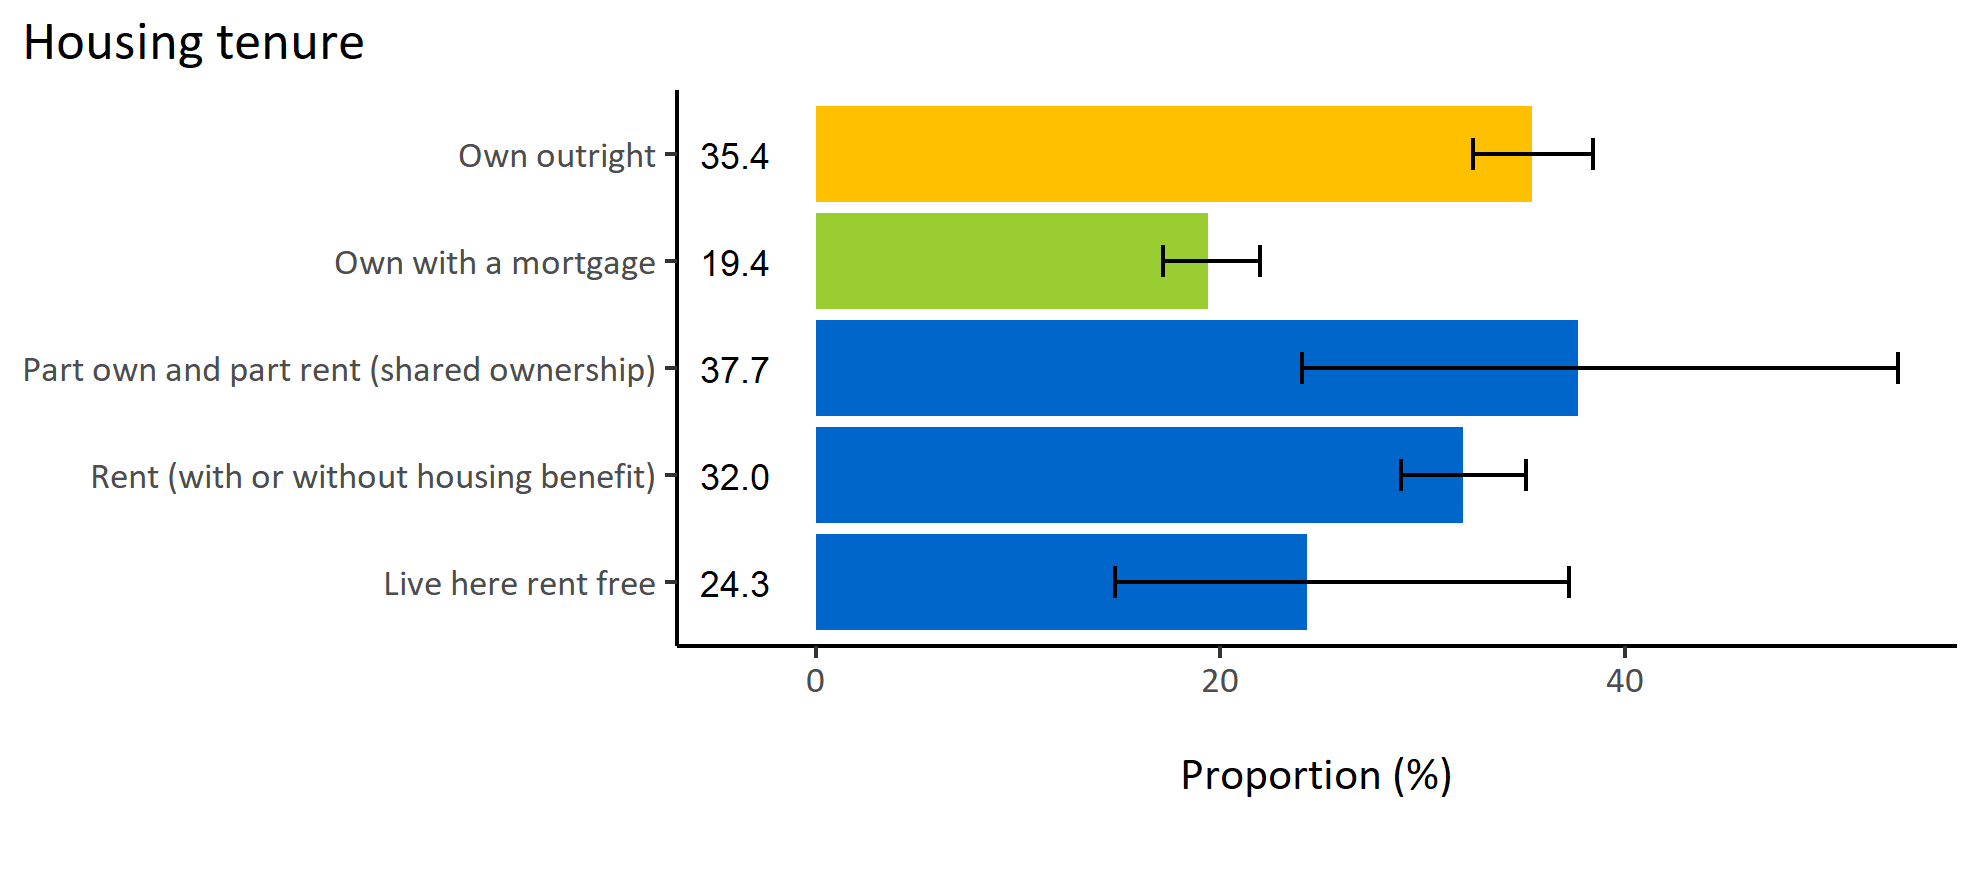 Housing tenure
Own outright 35.4
Own with a mortgage 19.4
Part own and part rent (shared ownership) 37.7
Rent (with or without housing benefit) 32.0
Live here rent free 24.3
0 20 40
Proportion (%)